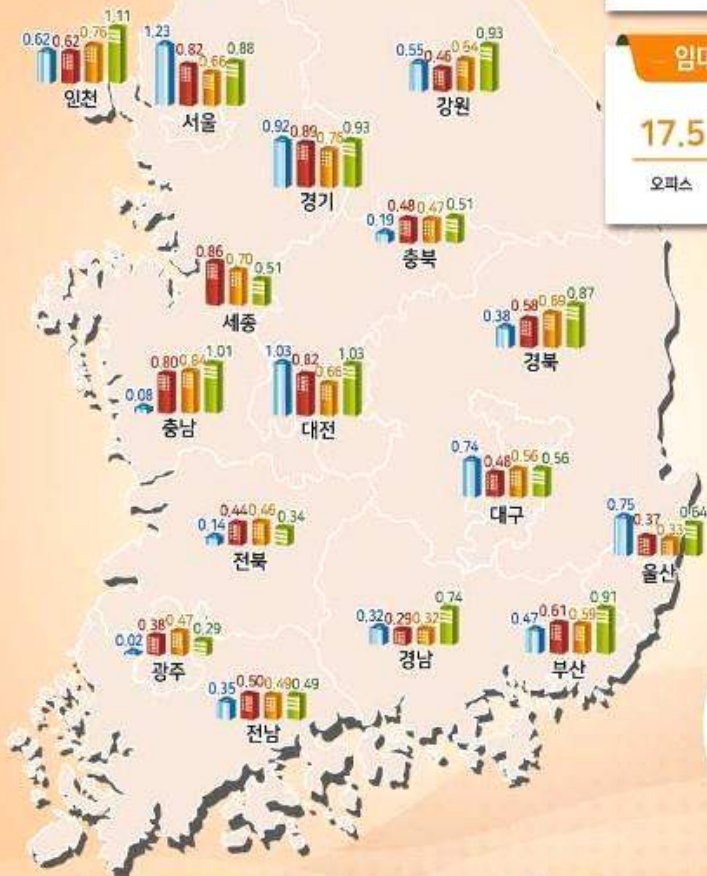 0.62 0.62 0.76 1.11
인천
1.23 0.82 0.66 0.88
서울
0.55 0.46 0.64 0.93
강원
임대
17.5
오피스
0.92 0.89 0.76 0.93
경기
0.19 0.48 0.47 0.51
충북
0.86 0.70 0.51
세종
0.38 0.58 0.69 0.87
경북
0.08 0.80 0.84 1.01
충남
1.03 0.82 0.66 1.03
대전
0.74 0.48 0.56 0.56
대구
0.14 0.44 0.46 0.34
전북
0.75 0.37 0.33 0.64
울산
0.02 0.38 0.47 0.29
광주
0.32 0.29 0.32 0.74
경남
0.47 0.61 0.59 0.91
부산
0.35 0.50 0.49 0.49
전남